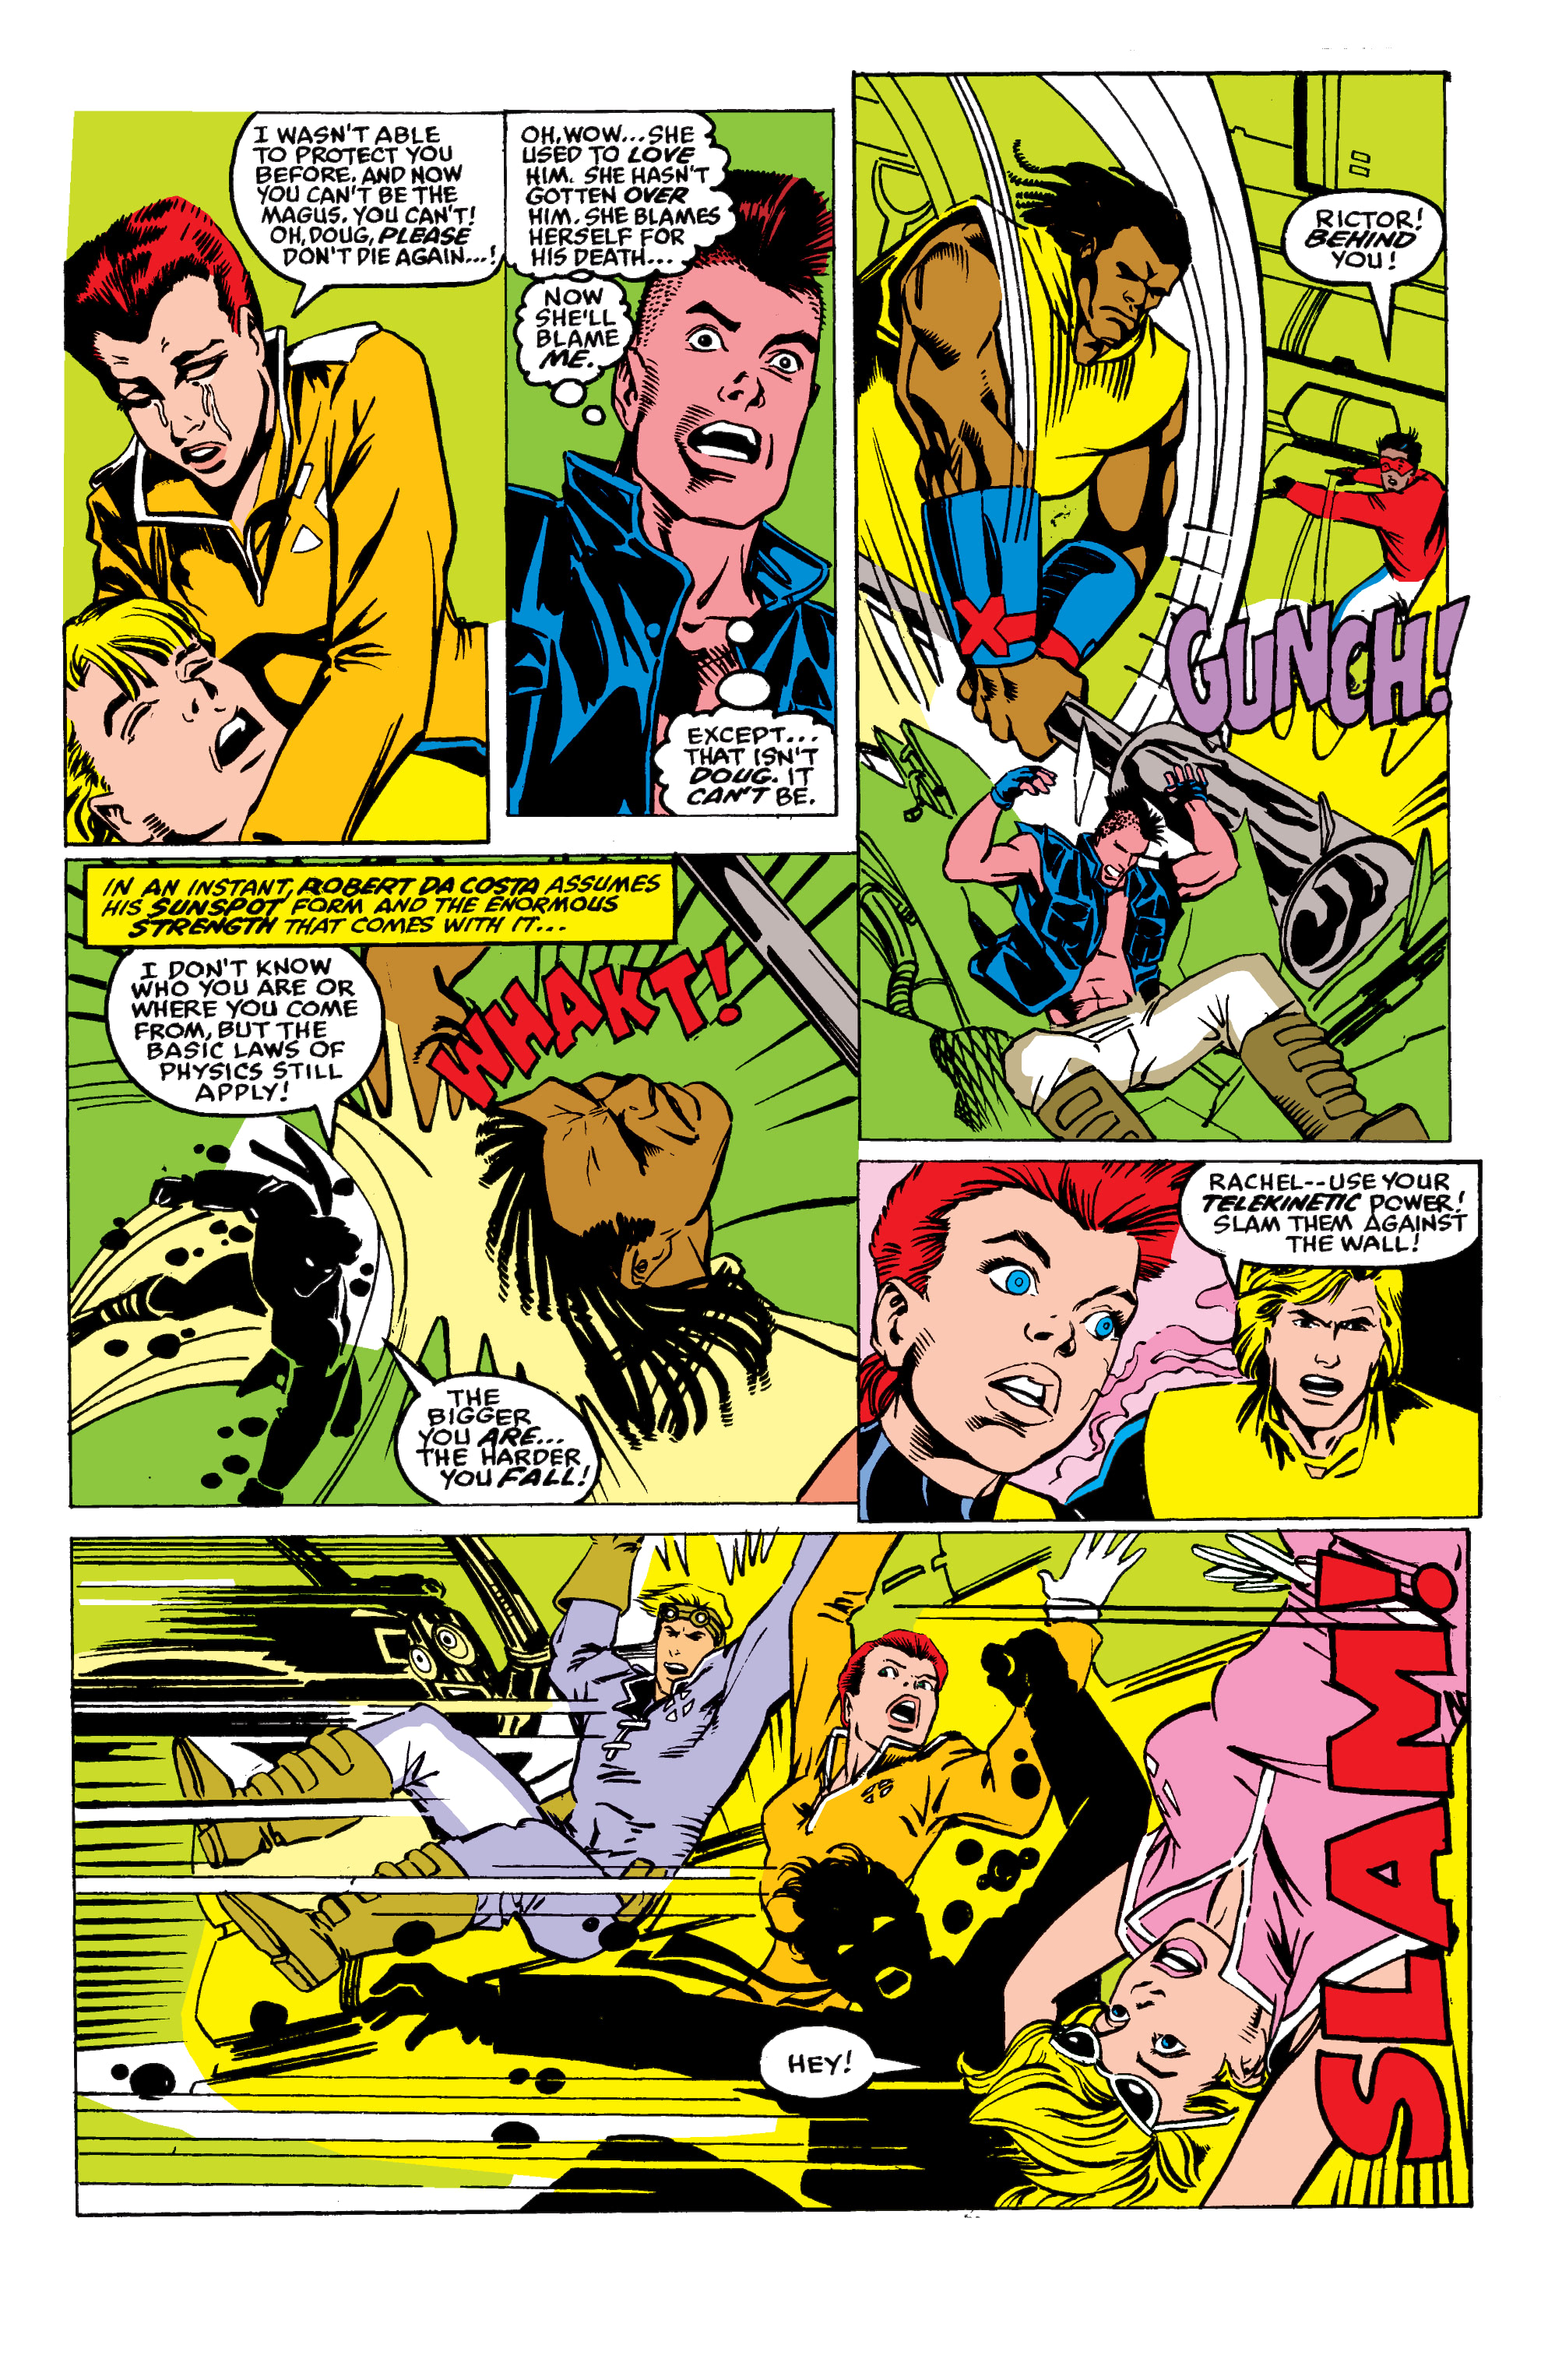 I WASN'T ABLE
TO PROTECT YOU
BEFORE, AND NOW
YOU CAN'T BE THE
MAGUS. YOU CAN'T!
OH, DOUG, PLEASE
DON'T DIE AGAIN...!
OH, WOW... SHE
USED TO LOVE
HIM. SHE HASN'T
GOTTEN OVER
HIM. SHE BLAMES
HERSELF FOR
HIS DEATH...
NOW
SHE'LL
BLAME
ME.
EXCEPT...
THAT ISN'T
DOUG. IT
CAN'T BE.
RICTOR!
BEHIND
YOU!
GUNCH!
IN AN INSTANT, ROBERT DA COSTA ASSUMES
HIS SUNSPOT FORM AND THE ENORMOUS
STRENGTH THAT COMES WITH IT...
I DON'T KNOW
WHO YOU ARE OR
WHERE YOU COME
FROM, BUT THE
BASIC LAWS OF
PHYSICS STILL
APPLY!
WHAKT!
THE
BIGGER
YOU ARE...
THE HARDER
YOU FALL!
RACHEL--USE YOUR
TELEKINETIC POWER!
SLAM THEM AGAINST
THE WALL!
HEY!
SLAM!